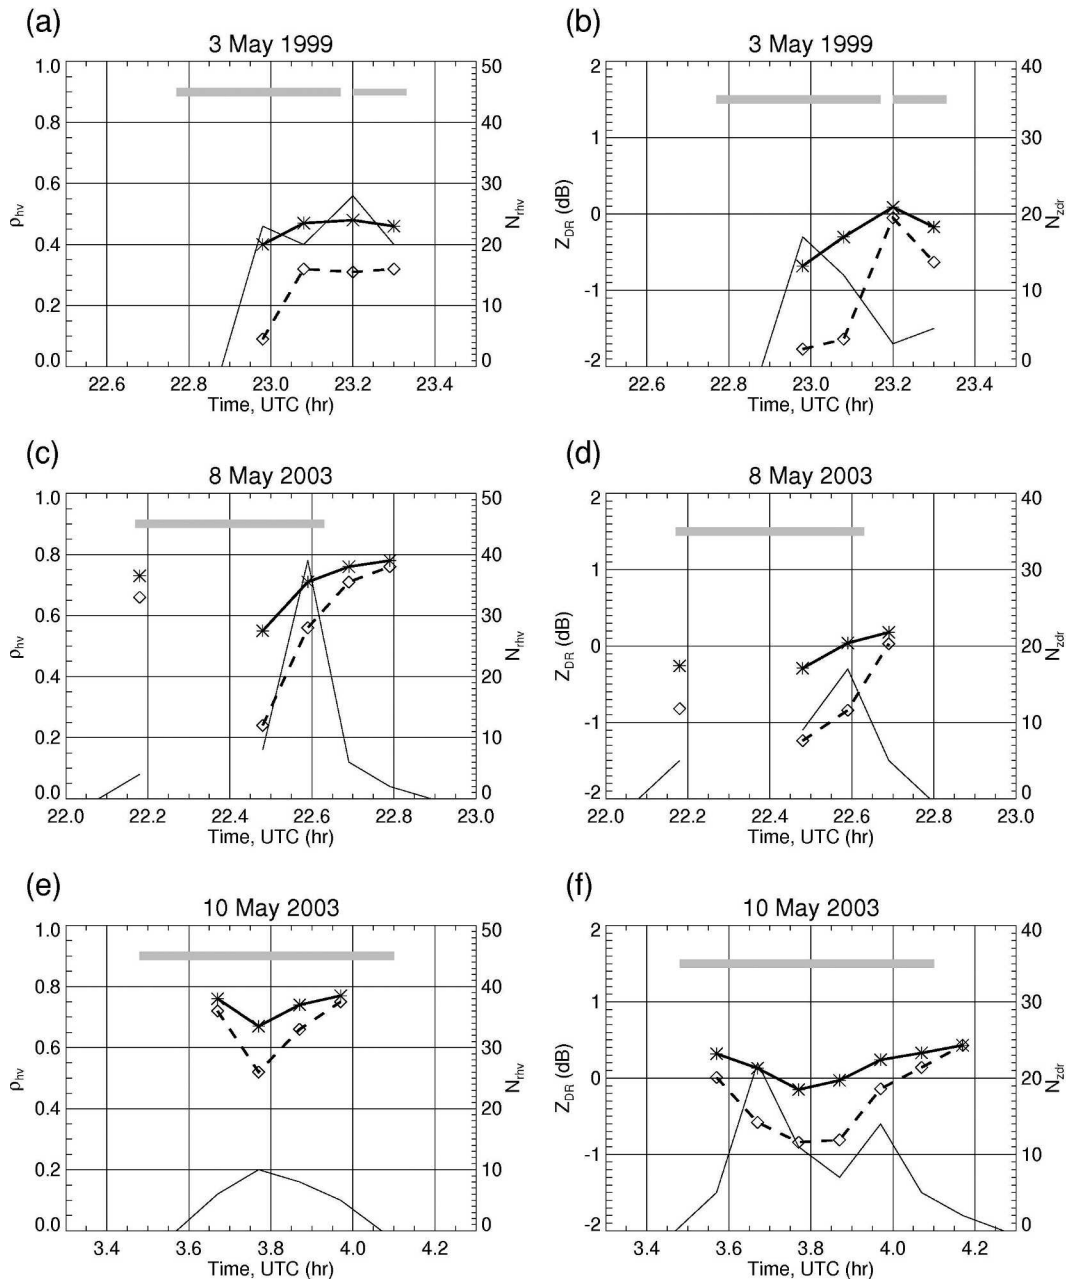 (a)
3 May 1999
1.0
0.8
0.6
0.4
0.2
0.0
ρhv
50
40
30
20
10
0
Nrhv
22.6 22.8 23.0 23.2 23.4
Time, UTC (hr)
(b)
3 May 1999
2
1
0
-1
-2
ZDR (dB)
40
30
20
10
0
Nzdr
22.6 22.8 23.0 23.2 23.4
Time, UTC (hr)
(c)
8 May 2003
1.0
0.8
0.6
0.4
0.2
0.0
ρhv
50
40
30
20
10
0
Nrhv
22.0 22.2 22.4 22.6 22.8 23.0
Time, UTC (hr)
(d)
8 May 2003
2
1
0
-1
-2
ZDR (dB)
40
30
20
10
0
Nzdr
22.0 22.2 22.4 22.6 22.8 23.0
Time, UTC (hr)
(e)
10 May 2003
1.0
0.8
0.6
0.4
0.2
0.0
ρhv
50
40
30
20
10
0
Nrhv
3.4 3.6 3.8 4.0 4.2
Time, UTC (hr)
(f)
10 May 2003
2
1
0
-1
-2
ZDR (dB)
40
30
20
10
0
Nzdr
3.4 3.6 3.8 4.0 4.2
Time, UTC (hr)